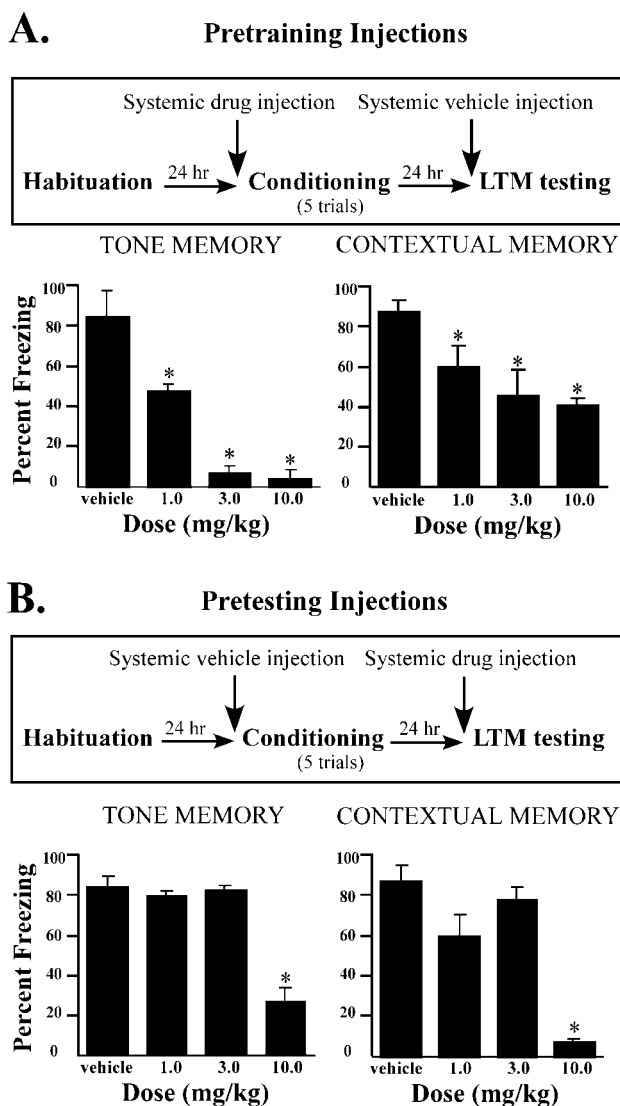 A. Pretraining Injections
Systemic drug injection Systemic vehicle injection
Habituation 24 hr Conditioning 24 hr LTM testing
(5 trials)
TONE MEMORY CONTEXTUAL MEMORY
Percent Freezing
100 100
80 80
* *
60 60
* *
40 40
20 * * 20
0 0
vehicle 1.0 3.0 10.0 vehicle 1.0 3.0 10.0
Dose (mg/kg) Dose (mg/kg)
B. Pretesting Injections
Systemic vehicle injection Systemic drug injection
Habituation 24 hr Conditioning 24 hr LTM testing
(5 trials)
TONE MEMORY CONTEXTUAL MEMORY
Percent Freezing
100 100
80 80
60 60
40 40
*
20 20
*
0 0
vehicle 1.0 3.0 10.0 vehicle 1.0 3.0 10.0
Dose (mg/kg) Dose (mg/kg)